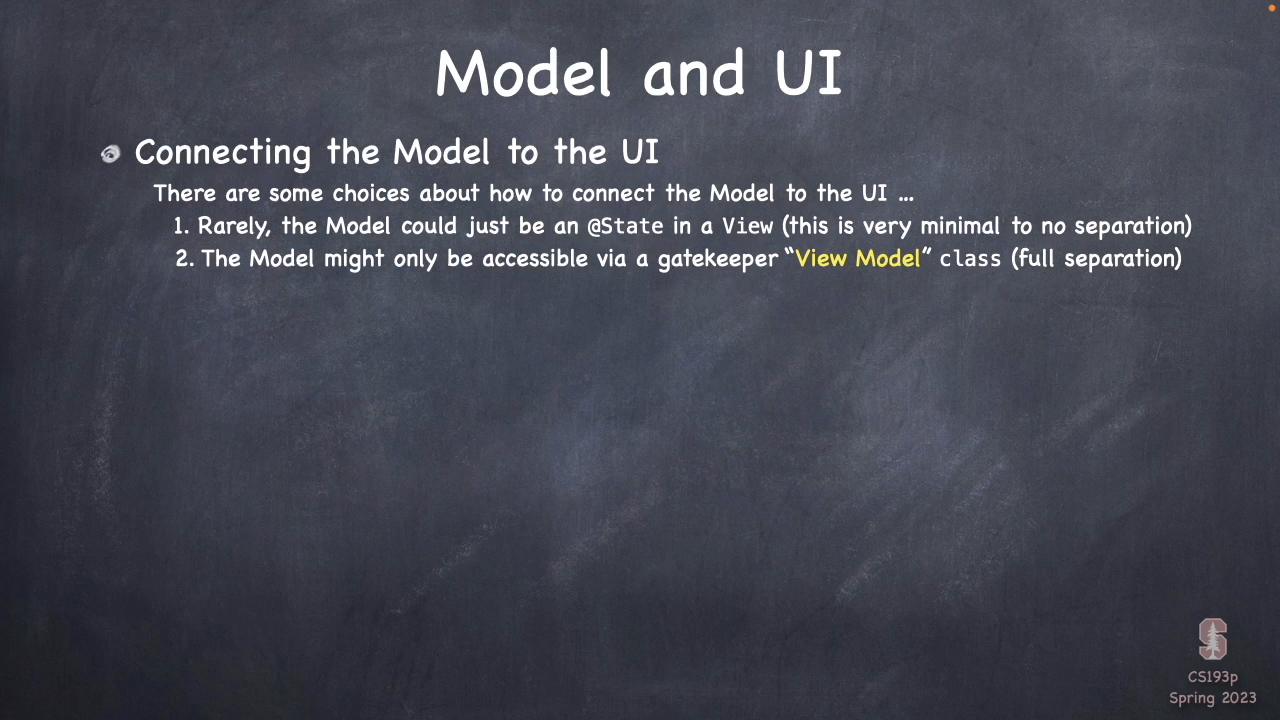 Model and UI
Connecting the Model to the UI
There are some choices about how to connect the Model to the UI ...
1. Rarely, the Model could just be an @State in a View (this is very minimal to no separation)
2. The Model might only be accessible via a gatekeeper “View Model” class (full separation)
S
CS193p
Spring 2023